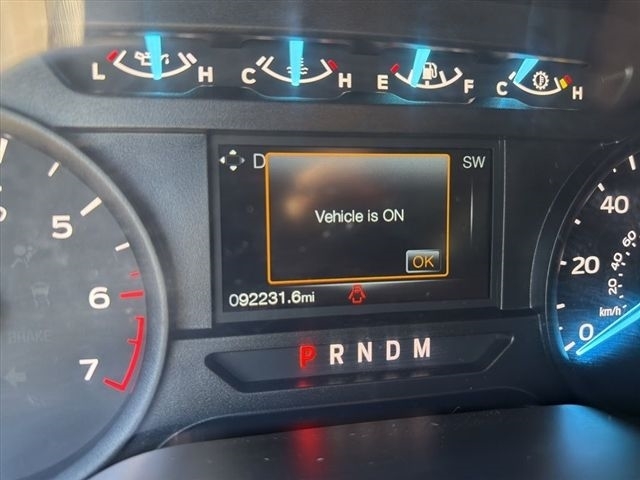 L H C H E F C H
D SW
Vehicle is ON
OK
092231.6mi
5
6
7
BRAKE
P R N D M
40
20
0
60
40
20
km/h